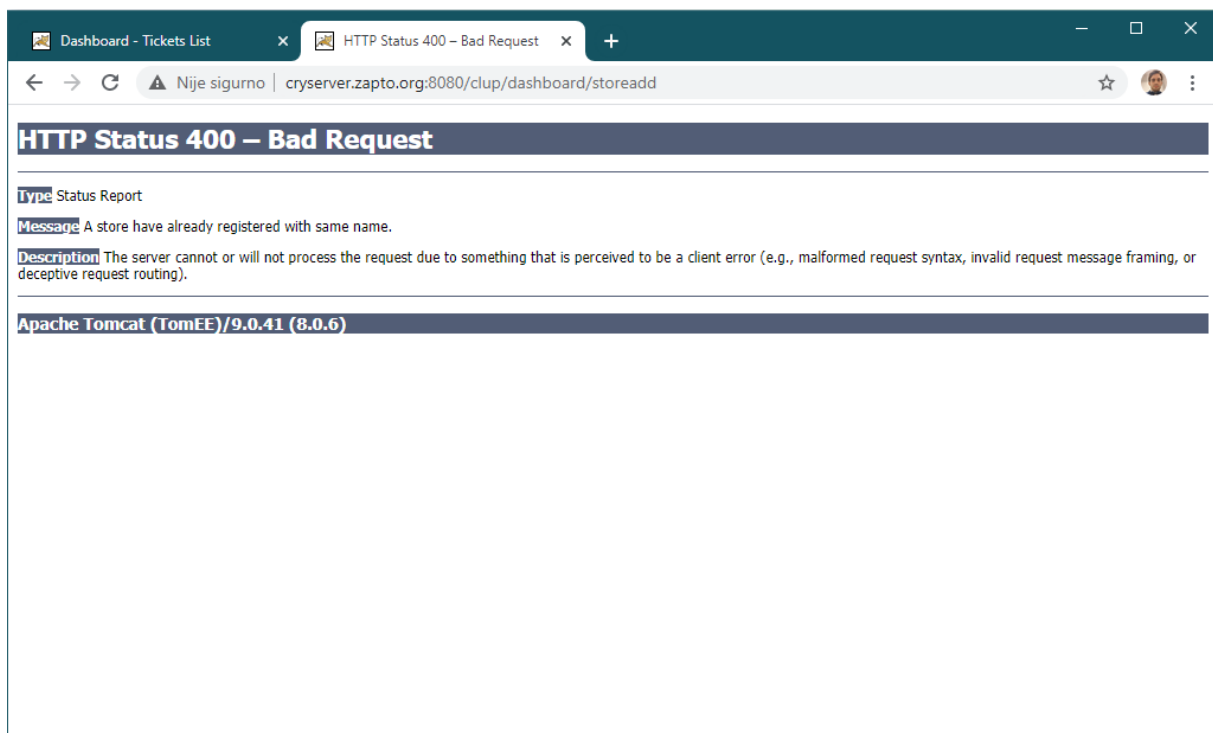 Dashboard - Tickets List
HTTP Status 400 – Bad Request
Nije sigurno | cryserver.zapto.org:8080/clup/dashboard/storeadd
HTTP Status 400 – Bad Request
Type Status Report
Message A store have already registered with same name.
Description The server cannot or will not process the request due to something that is perceived to be a client error (e.g., malformed request syntax, invalid request message framing, or
deceptive request routing).
Apache Tomcat (TomEE)/9.0.41 (8.0.6)